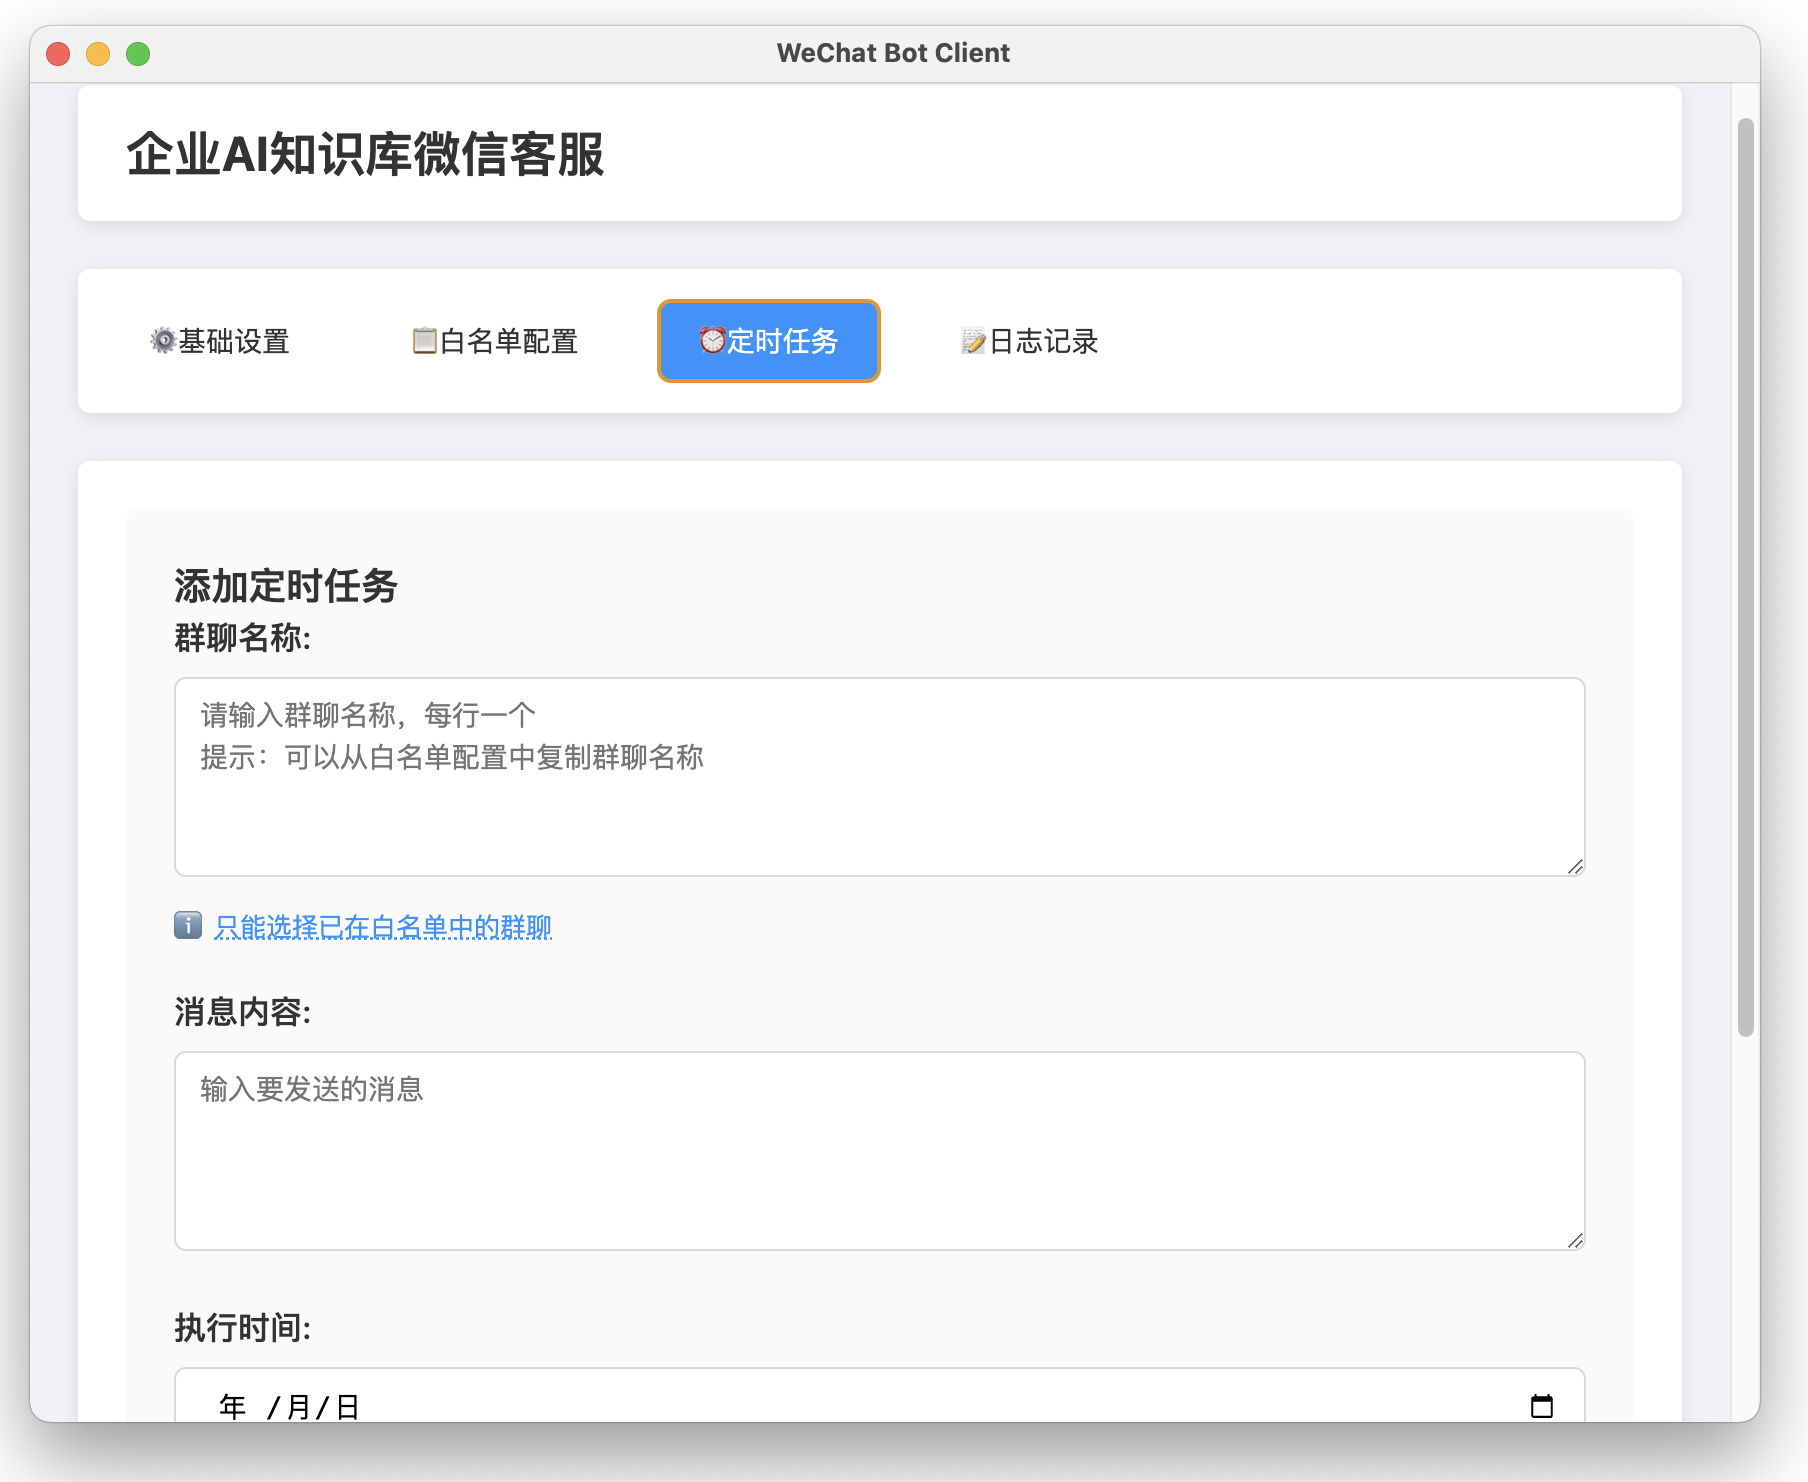 WeChat Bot Client
企业AI知识库微信客服
⚙️基础设置 📋白名单配置 ⏰定时任务 📝日志记录
添加定时任务
群聊名称:
请输入群聊名称，每行一个
提示：可以从白名单配置中复制群聊名称
ℹ️ 只能选择已在白名单中的群聊
消息内容:
输入要发送的消息
执行时间:
年 /月/日